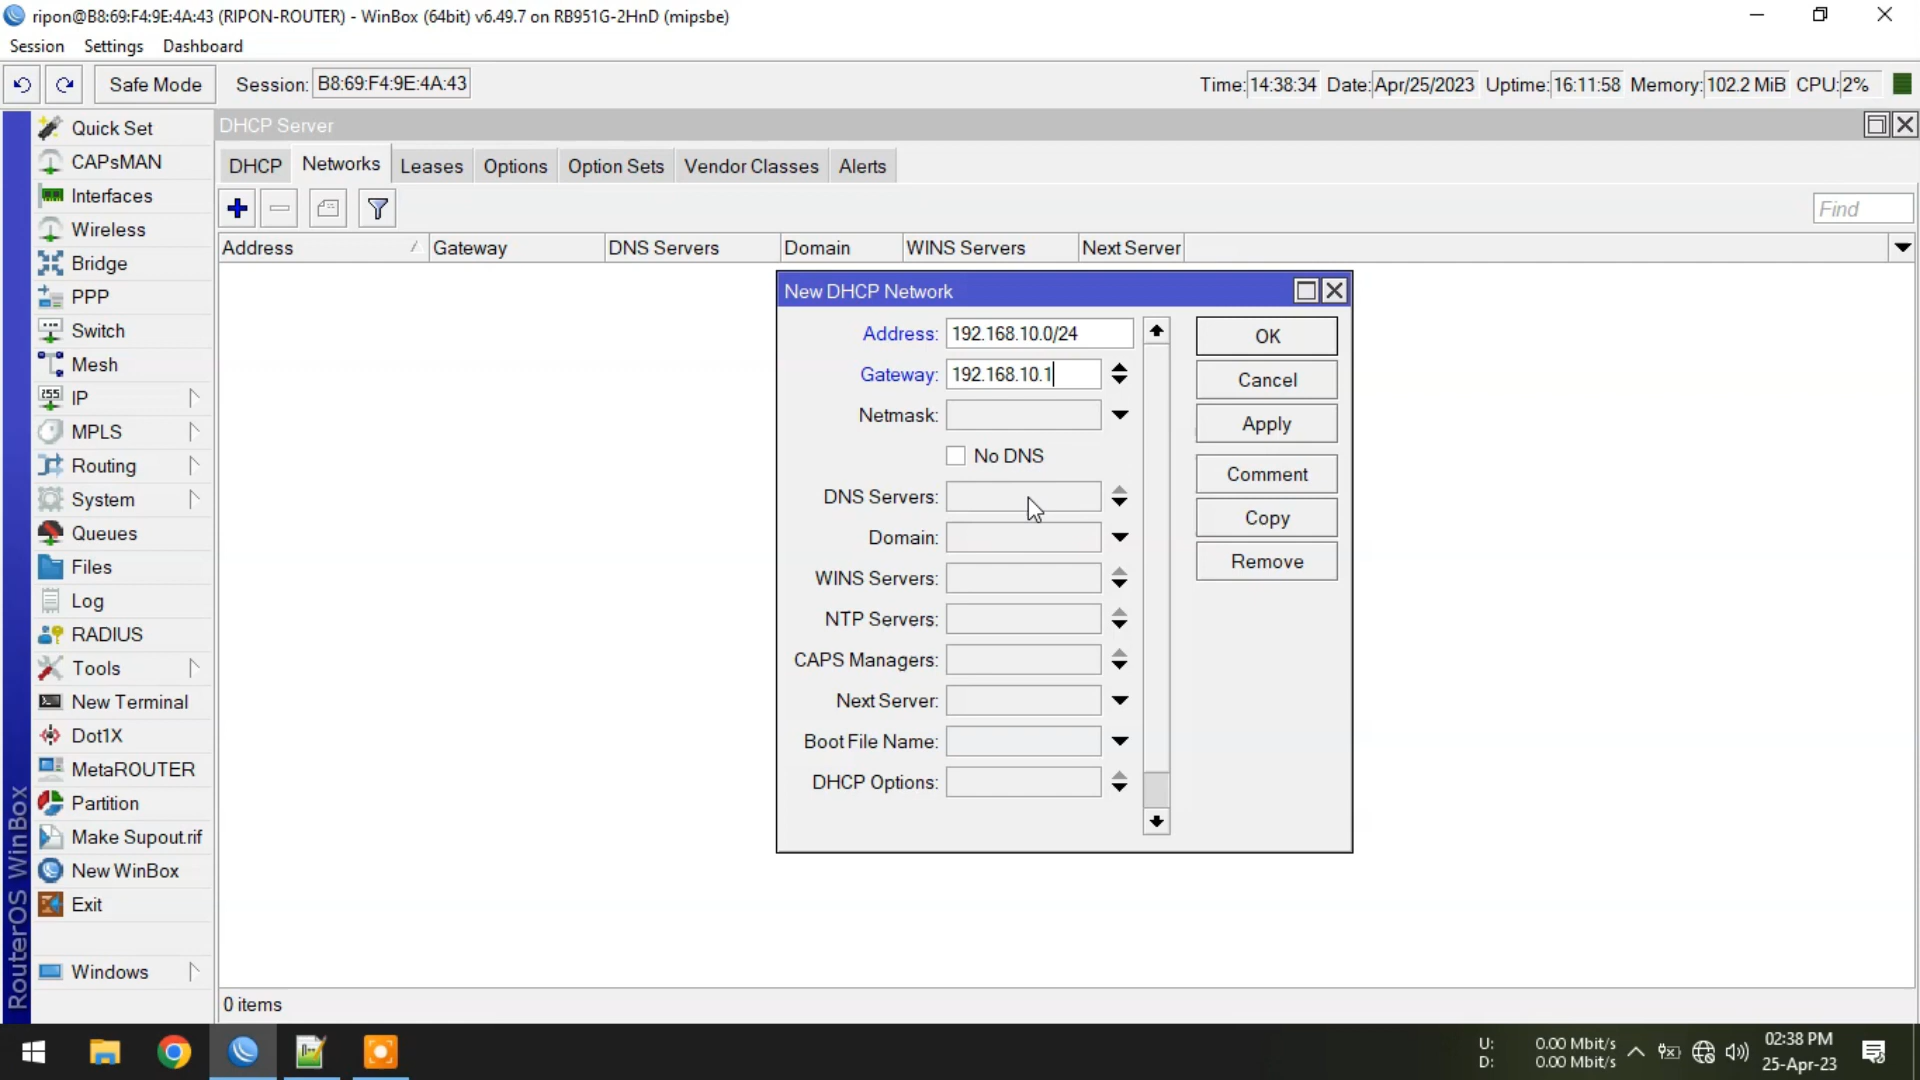 ripon@B8:69:F4:9E:4A:43 (RIPON-ROUTER) - WinBox (64bit) v6.49.7 on RB951G-2HnD (mipsbe)
Session Settings Dashboard
Safe Mode Session: B8:69:F4:9E:4A:43 Time: 14:38:34 Date: Apr/25/2023 Uptime: 16:11:58 Memory: 102.2 MiB CPU: 2%
Quick Set
CAPsMAN
Interfaces
Wireless
Bridge
PPP
Switch
Mesh
255
IP
MPLS
Routing
System
Queues
Files
Log
RADIUS
Tools
New Terminal
Dot1X
MetaROUTER
Partition
Make Supout.rif
New WinBox
Exit
Windows
RouterOS WinBox
DHCP Server
DHCP Networks Leases Options Option Sets Vendor Classes Alerts
Find
Address Gateway DNS Servers Domain WINS Servers Next Server
New DHCP Network
Address: 192.168.10.0/24
Gateway: 192.168.10.1
Netmask:
No DNS
DNS Servers:
Domain:
WINS Servers:
NTP Servers:
CAPS Managers:
Next Server:
Boot File Name:
DHCP Options:
OK
Cancel
Apply
Comment
Copy
Remove
0 items
U: 0.00 Mbit/s
D: 0.00 Mbit/s
02:38 PM
25-Apr-23